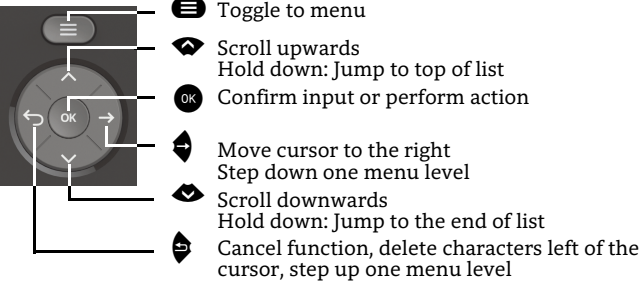 Toggle to menu
Scroll upwards
Hold down: Jump to top of list
OK
OK
Confirm input or perform action
Move cursor to the right
Step down one menu level
Scroll downwards
Hold down: Jump to the end of list
Cancel function, delete characters left of the
cursor, step up one menu level